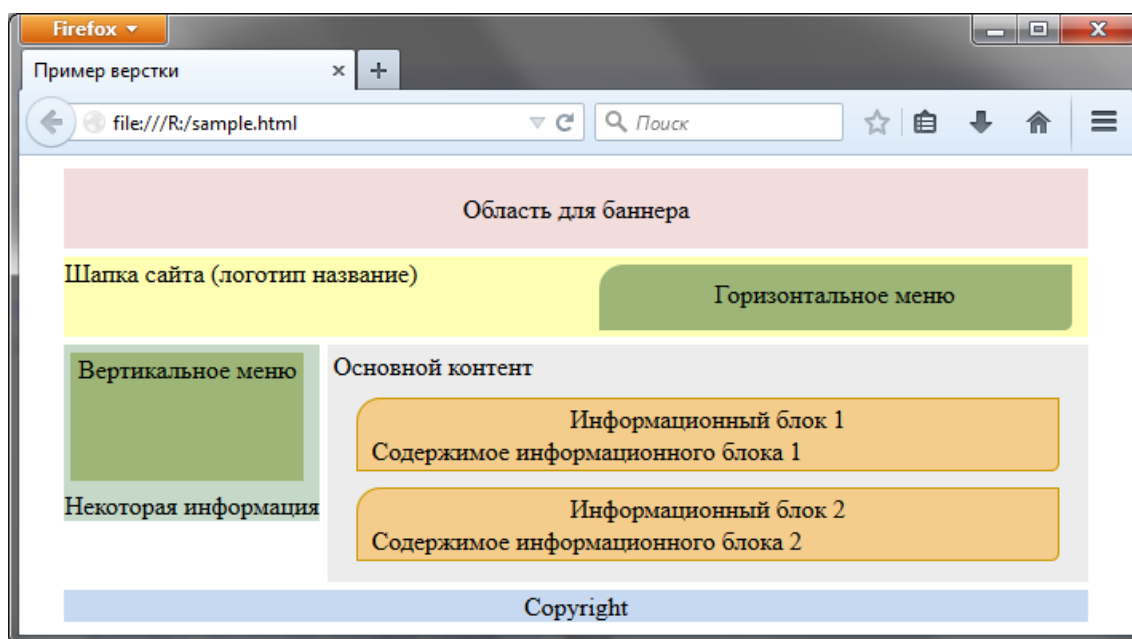 Firefox
Пример верстки
file:///R:/sample.html
Поиск
Область для баннера
Шапка сайта (логотип название)
Горизонтальное меню
Вертикальное меню
Некоторая информация
Основной контент
Информационный блок 1
Содержимое информационного блока 1
Информационный блок 2
Содержимое информационного блока 2
Copyright